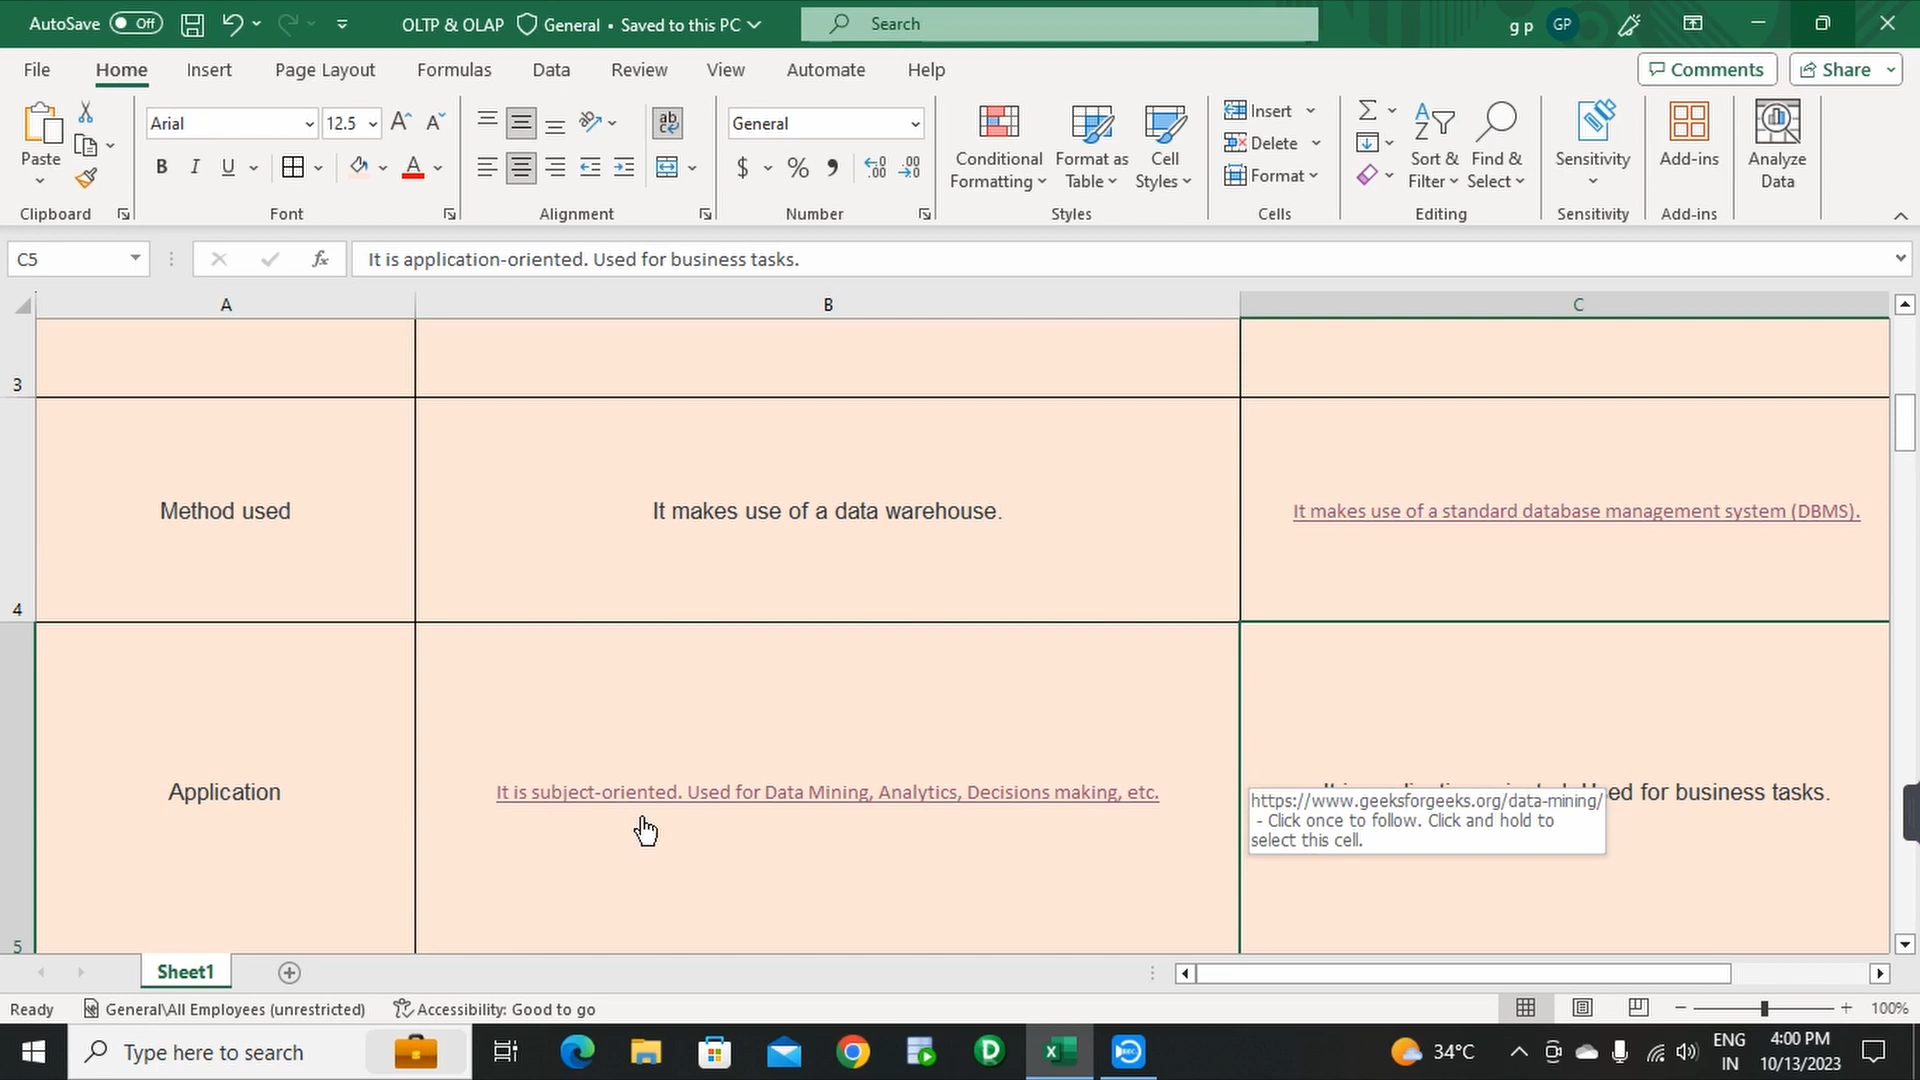 AutoSave Off OLTP & OLAP General • Saved to this PC Search g p GP
File Home Insert Page Layout Formulas Data Review View Automate Help Comments Share
Paste Arial 12.5 General Insert Delete Format
B I U $ % Conditional Formatting Format as Table Cell Styles Sort & Filter Find & Select Sensitivity Add-ins Analyze Data
Clipboard Font Alignment Number Styles Cells Editing Sensitivity Add-ins
C5 fx It is application-oriented. Used for business tasks.
A B C
3
Method used It makes use of a data warehouse. It makes use of a standard database management system (DBMS).
4
Application It is subject-oriented. Used for Data Mining, Analytics, Decisions making, etc. ed for business tasks.
https://www.geeksforgeeks.org/data-mining/
- Click once to follow. Click and hold to
select this cell.
5
Sheet1
Ready General\All Employees (unrestricted) Accessibility: Good to go 100%
Type here to search 34°C ENG IN 4:00 PM 10/13/2023